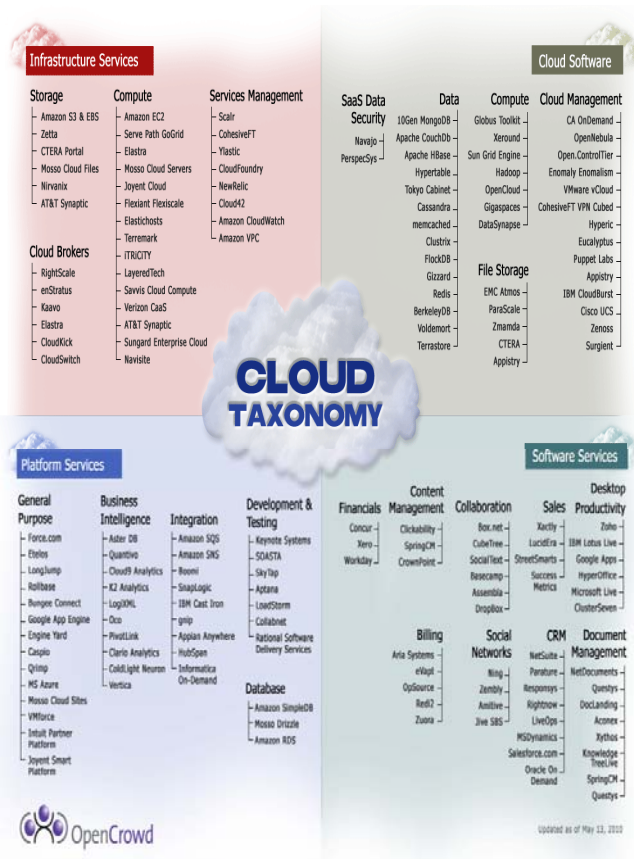 Infrastructure Services
Storage
Amazon S3 & EBS
Zetta
CTERA Portal
Mosso Cloud Files
Nirvanix
AT&T Synaptic
Cloud Brokers
RightScale
enStratus
Kaavo
Elastra
CloudKick
CloudSwitch
Compute
Amazon EC2
Serve Path GoGrid
Elastra
Mosso Cloud Servers
Joyent Cloud
Flexiant Flexiscale
Elastichosts
Terremark
iTRICITY
LayeredTech
Savvis Cloud Compute
Verizon CaaS
AT&T Synaptic
Sungard Enterprise Cloud
Navisite
Services Management
Scalr
CohesiveFT
Ylastic
CloudFoundry
NewRelic
Cloud42
Amazon CloudWatch
Amazon VPC
Cloud Software
SaaS Data
Security
Navajo
PerspecSys
Data
10Gen MongoDB
Apache CouchDb
Apache HBase
Hypertable
Tokyo Cabinet
Cassandra
memcached
Clustrix
FlockDB
Gizzard
Redis
BerkeleyDB
Voldemort
Terrastore
Compute
Globus Toolkit
Xeround
Sun Grid Engine
Hadoop
OpenCloud
Gigaspaces
DataSynapse
File Storage
EMC Atmos
ParaScale
Zmamda
CTERA
Appistry
Cloud Management
CA OnDemand
OpenNebula
Open.ControlTier
Enomaly Enomalism
VMware vCloud
CohesiveFT VPN Cubed
Hyperic
Eucalyptus
Puppet Labs
Appistry
IBM CloudBurst
Cisco UCS
Zenoss
Surgient
CLOUD
TAXONOMY
Platform Services
General
Purpose
Force.com
Etelos
LongJump
Rollbase
Bungee Connect
Google App Engine
Engine Yard
Caspio
Qrimp
MS Azure
Mosso Cloud Sites
VMforce
Intuit Partner
Platform
Joyent Smart
Platform
Business
Intelligence
Aster DB
Quantivo
Cloud9 Analytics
K2 Analytics
LogiXML
Oco
PivotLink
Clario Analytics
ColdLight Neuron
Vertica
Integration
Amazon SQS
Amazon SNS
Boomi
SnapLogic
IBM Cast Iron
gnip
Appian Anywhere
HubSpan
Informatica
On-Demand
Development &
Testing
Keynote Systems
SOASTA
SkyTap
Aptana
LoadStorm
Collabnet
Rational Software
Delivery Services
Database
Amazon SimpleDB
Mosso Drizzle
Amazon RDS
Software Services
Financials
Concur
Xero
Workday
Content
Management
Clickability
SpringCM
CrownPoint
Collaboration
Box.net
CubeTree
SocialText
Basecamp
Assembla
DropBox
Sales
Xactly
LucidEra
StreetSmarts
Success
Metrics
Desktop
Productivity
Zoho
IBM Lotus Live
Google Apps
HyperOffice
Microsoft Live
ClusterSeven
Billing
Aria Systems
eVapt
OpSource
Redi2
Zuora
Social
Networks
Ning
Zembly
Amitive
Jive SBS
CRM
NetSuite
Parature
Responsys
Rightnow
LiveOps
MSDynamics
Salesforce.com
Oracle On
Demand
Document
Management
NetDocuments
Questys
DocLanding
Aconex
Xythos
Knowledge
TreeLive
SpringCM
Questys
OpenCrowd
Updated as of May 13, 2010